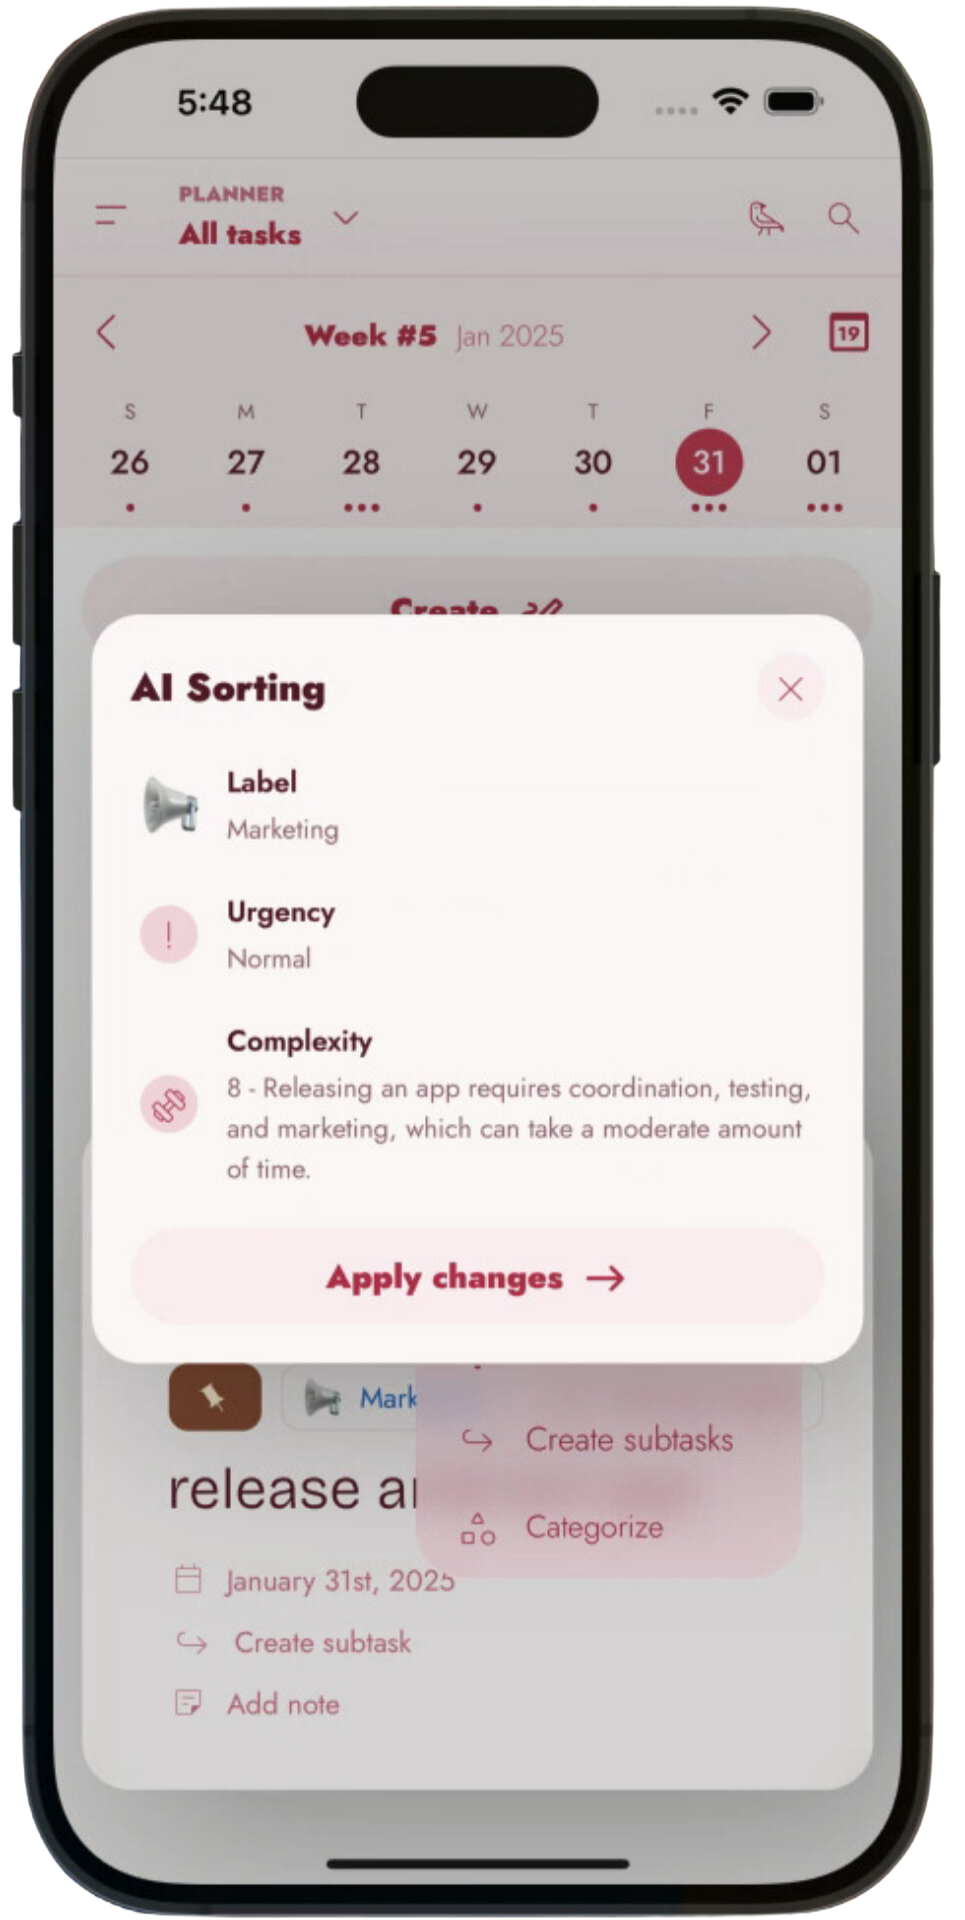 5:48
PLANNER
All tasks
Week #5 Jan 2025
19
S M T W T F S
26 27 28 29 30 31 01
Create
AI Sorting
Label
Marketing
Urgency
Normal
Complexity
8 - Releasing an app requires coordination, testing,
and marketing, which can take a moderate amount
of time.
Apply changes
Mark
Create subtasks
release a
Categorize
January 31st, 2025
Create subtask
Add note